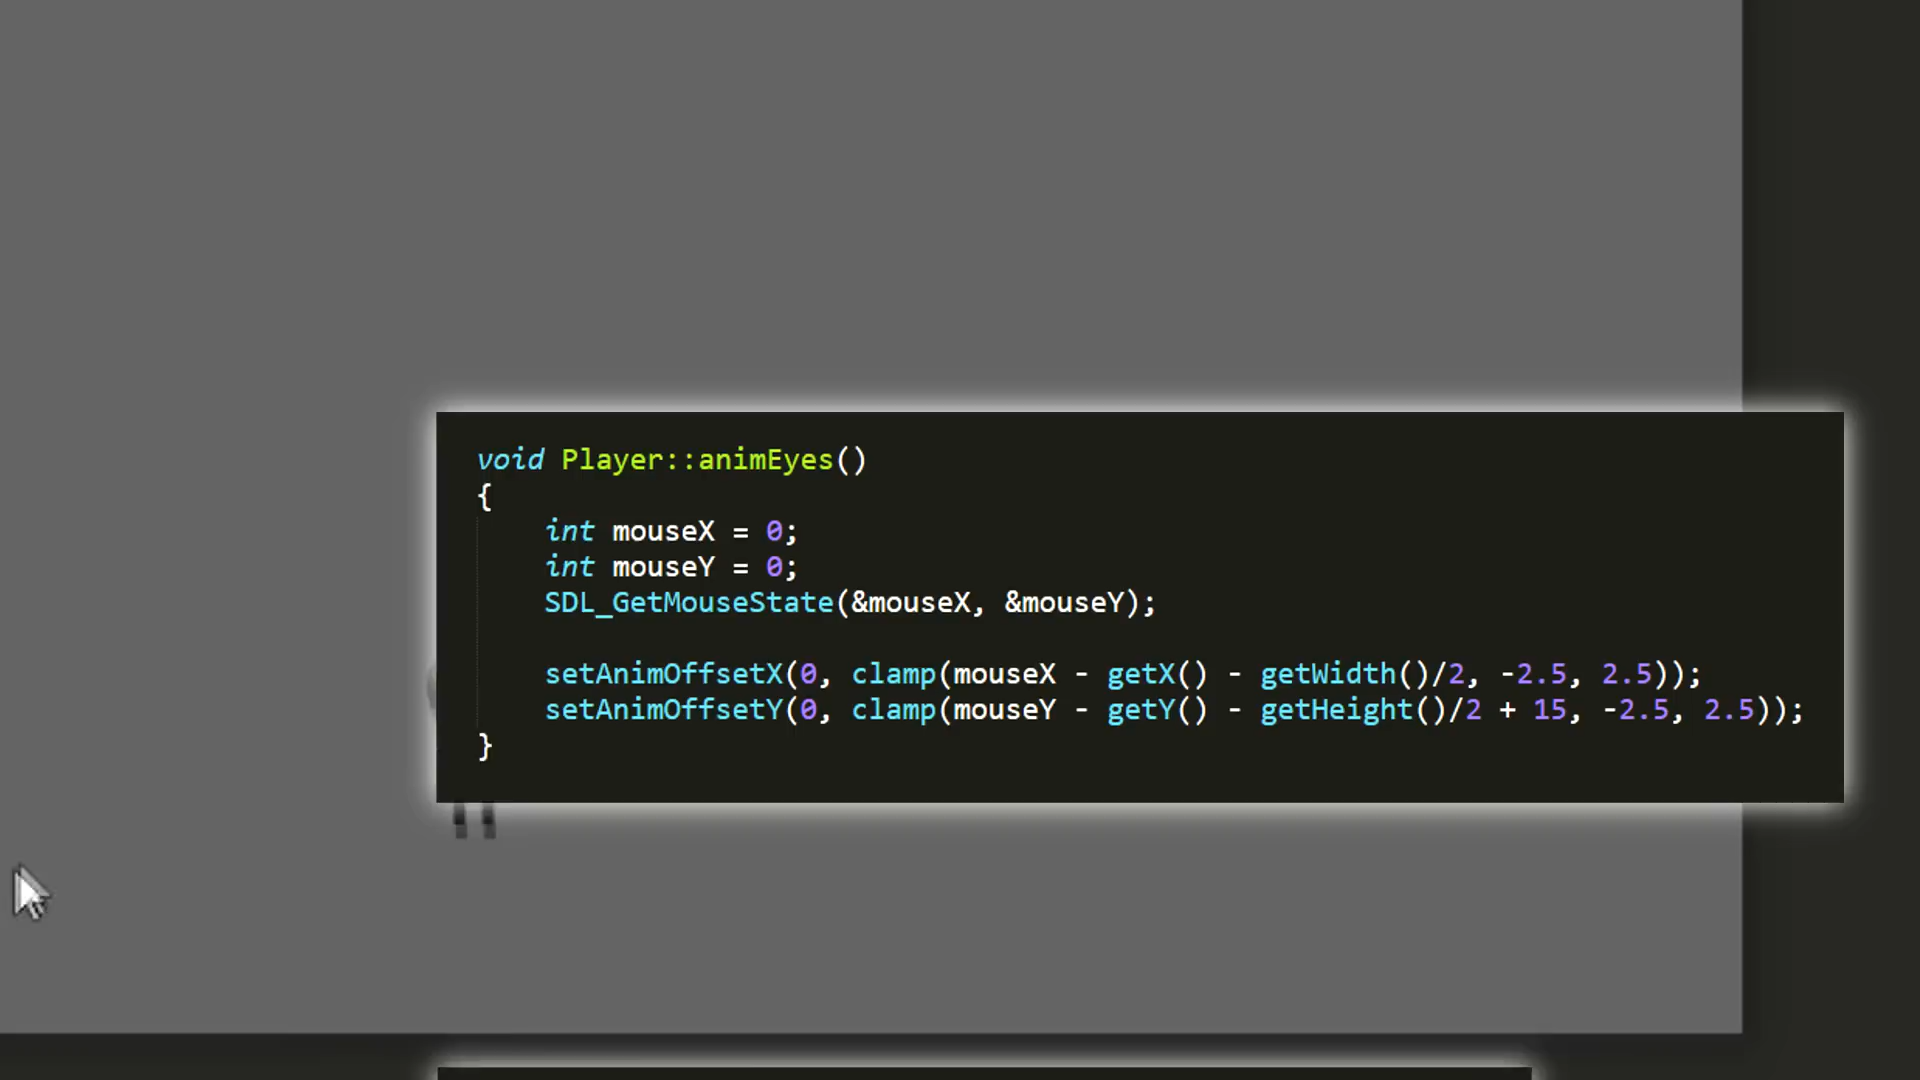 void Player::animEyes()
{
int mouseX = 0;
int mouseY = 0;
SDL_GetMouseState(&mouseX, &mouseY);
setAnimOffsetX(0, clamp(mouseX - getX() - getWidth()/2, -2.5, 2.5));
setAnimOffsetY(0, clamp(mouseY - getY() - getHeight()/2 + 15, -2.5, 2.5));
}